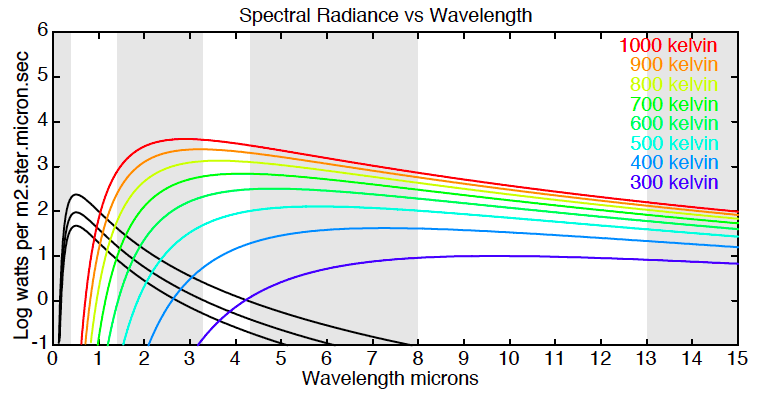 Spectral Radiance vs Wavelength
Log watts per m2.ster.micron.sec
6
5
4
3
2
1
0
-1
1000 kelvin
900 kelvin
800 kelvin
700 kelvin
600 kelvin
500 kelvin
400 kelvin
300 kelvin
0 1 2 3 4 5 6 7 8 9 10 11 12 13 14 15
Wavelength microns